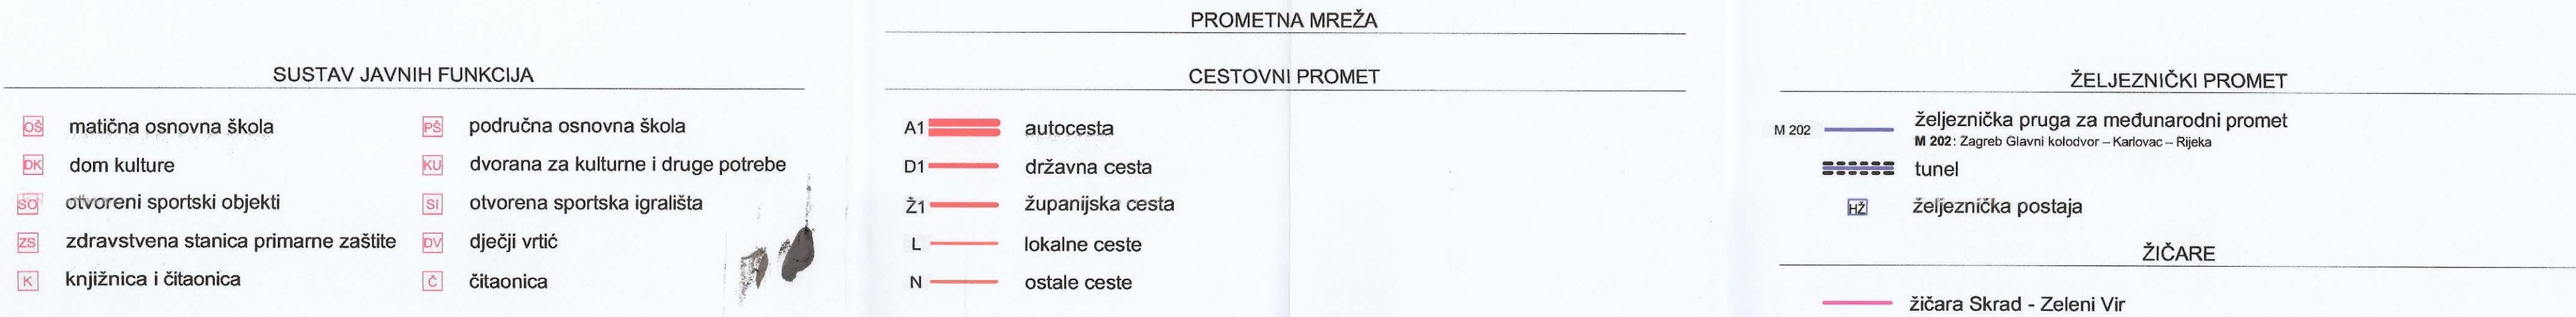 SUSTAV JAVNIH FUNKCIJA
OŠ matična osnovna škola
PŠ područna osnovna škola
DK dom kulture
KU dvorana za kulturne i druge potrebe
SO otvoreni sportski objekti
SI otvorena sportska igrališta
ZS zdravstvena stanica primarne zaštite
DV dječji vrtić
K knjižnica i čitaonica
Č čitaonica
PROMETNA MREŽA
CESTOVNI PROMET
A1 autocesta
D1 državna cesta
Ž1 županijska cesta
L lokalne ceste
N ostale ceste
ŽELJEZNIČKI PROMET
M 202 željeznička pruga za međunarodni promet
M 202: Zagreb Glavni kolodvor – Karlovac – Rijeka
tunel
HŽ željeznička postaja
ŽIČARE
žičara Skrad - Zeleni Vir